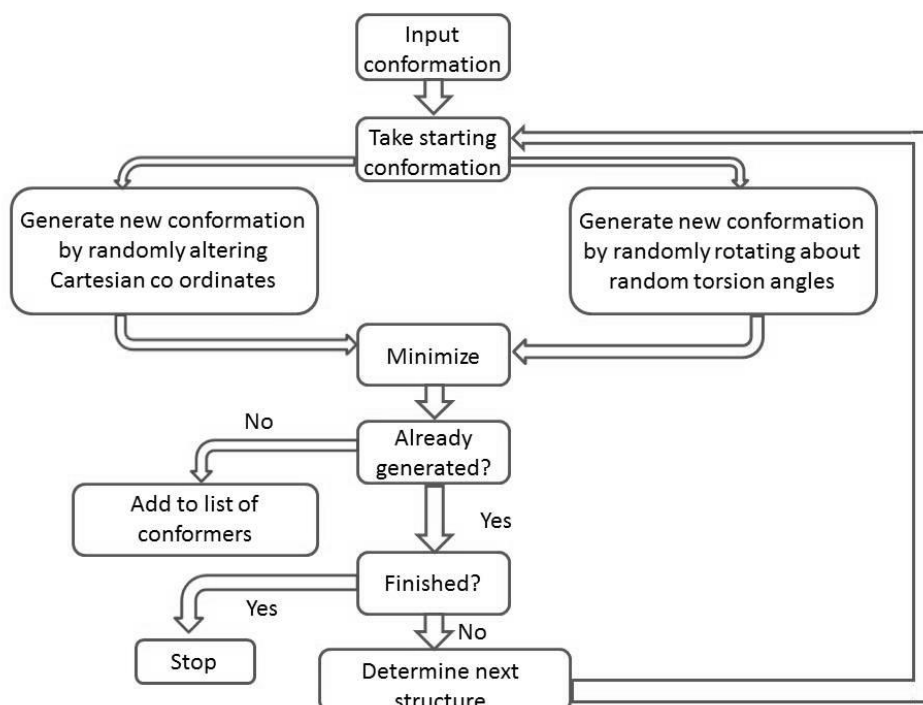 Input
conformation
Take starting
conformation
Generate new conformation
by randomly altering
Cartesian co ordinates
Generate new conformation
by randomly rotating about
random torsion angles
Minimize
No
Already
generated?
Add to list of
conformers
Yes
Finished?
Yes
No
Stop
Determine next
structure